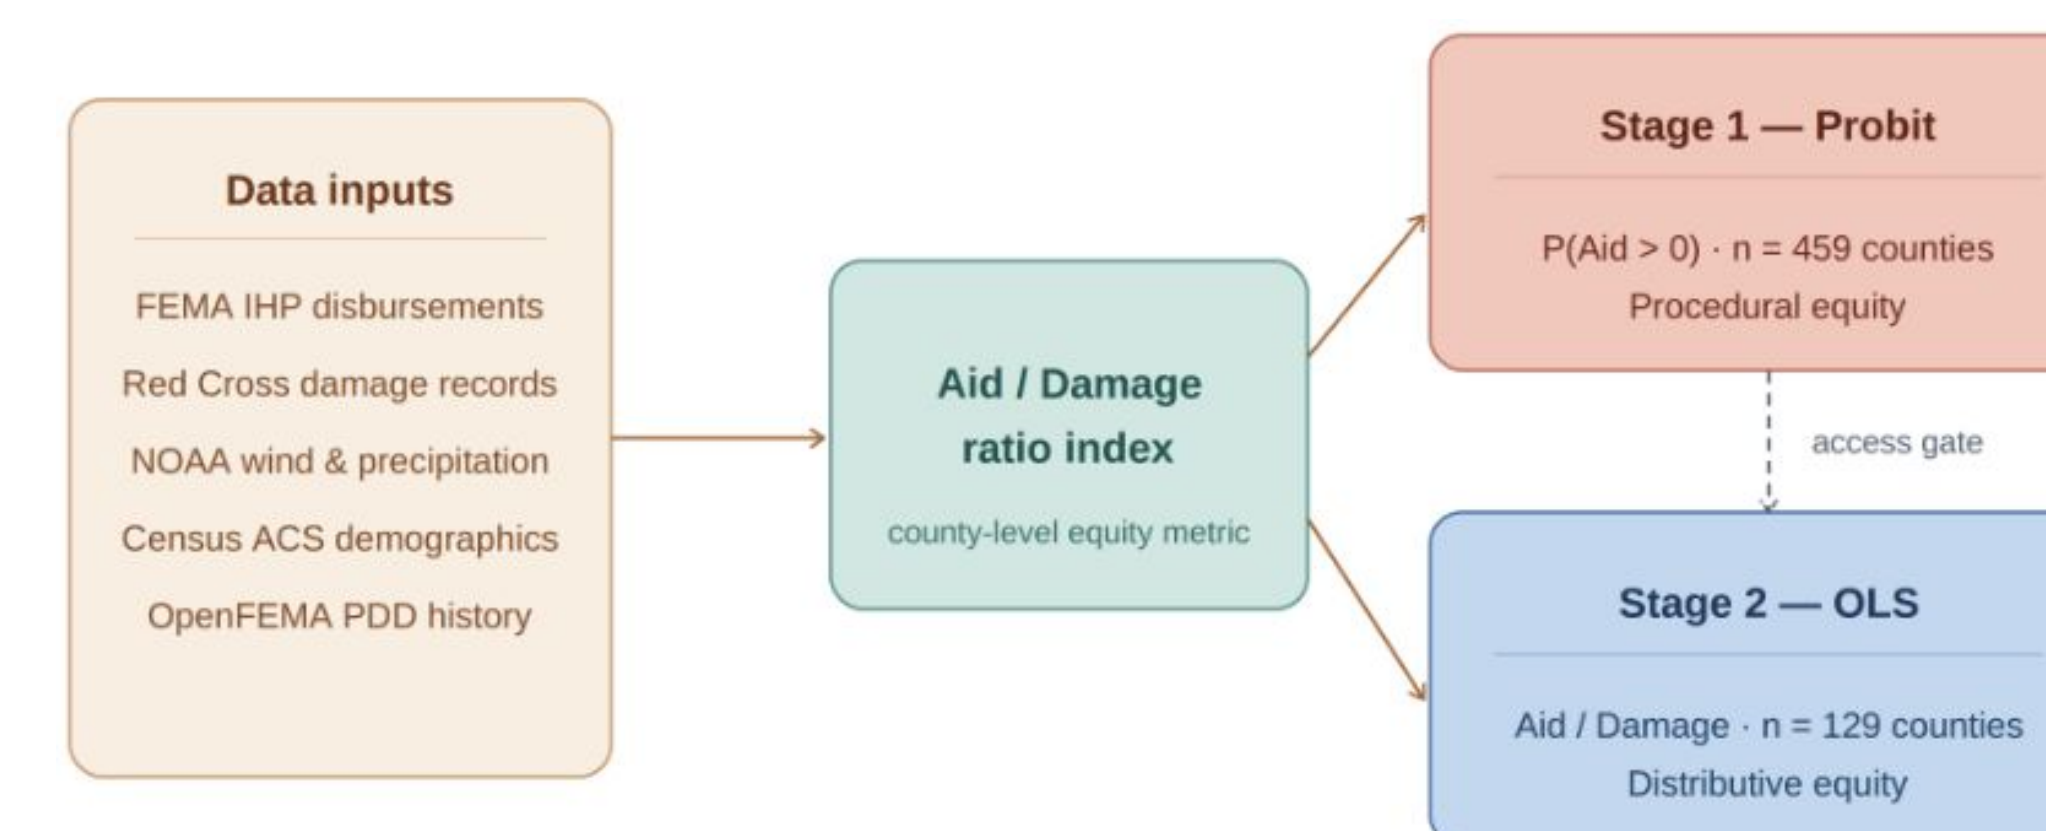 Data inputs
FEMA IHP disbursements
Red Cross damage records
NOAA wind & precipitation
Census ACS demographics
OpenFEMA PDD history
Aid / Damage
ratio index
county-level equity metric
Stage 1 — Probit
P(Aid > 0) · n = 459 counties
Procedural equity
access gate
Stage 2 — OLS
Aid / Damage · n = 129 counties
Distributive equity